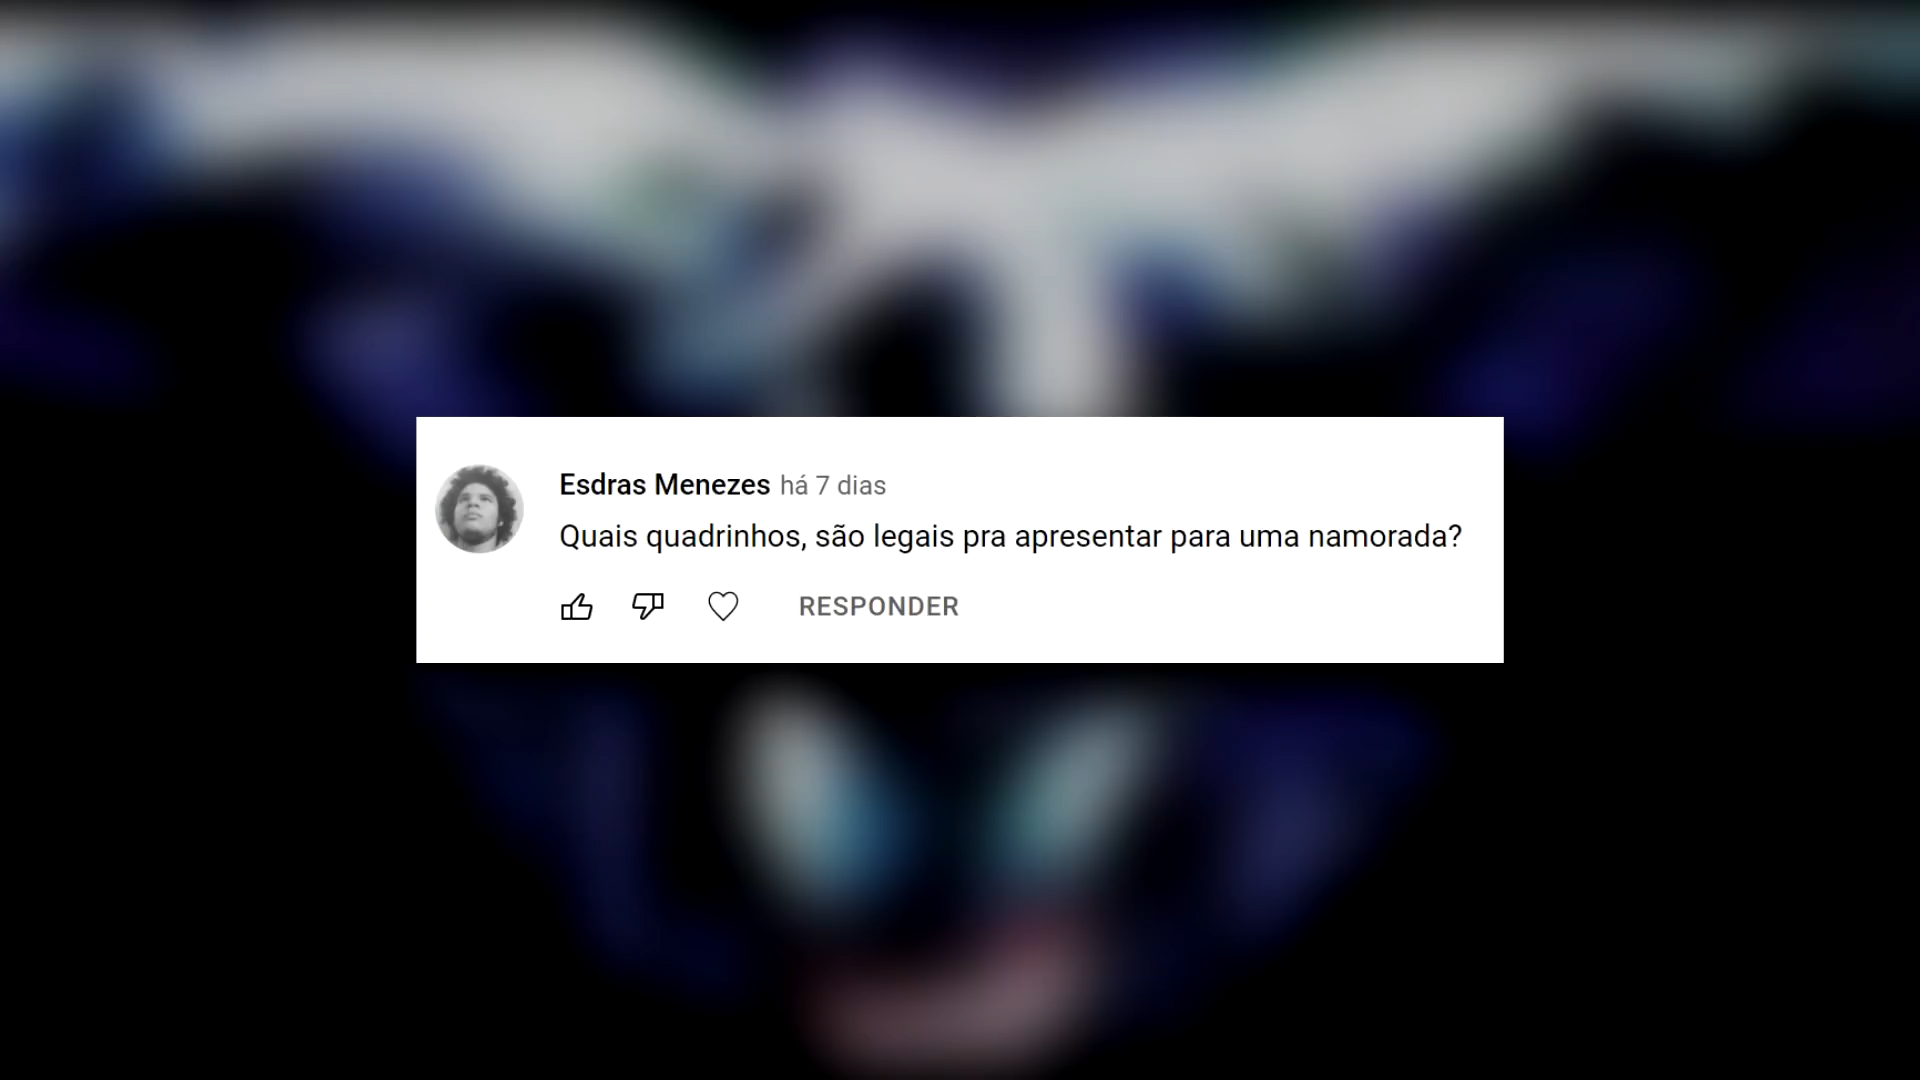 Esdras Menezes há 7 dias
Quais quadrinhos, são legais pra apresentar para uma namorada?
RESPONDER